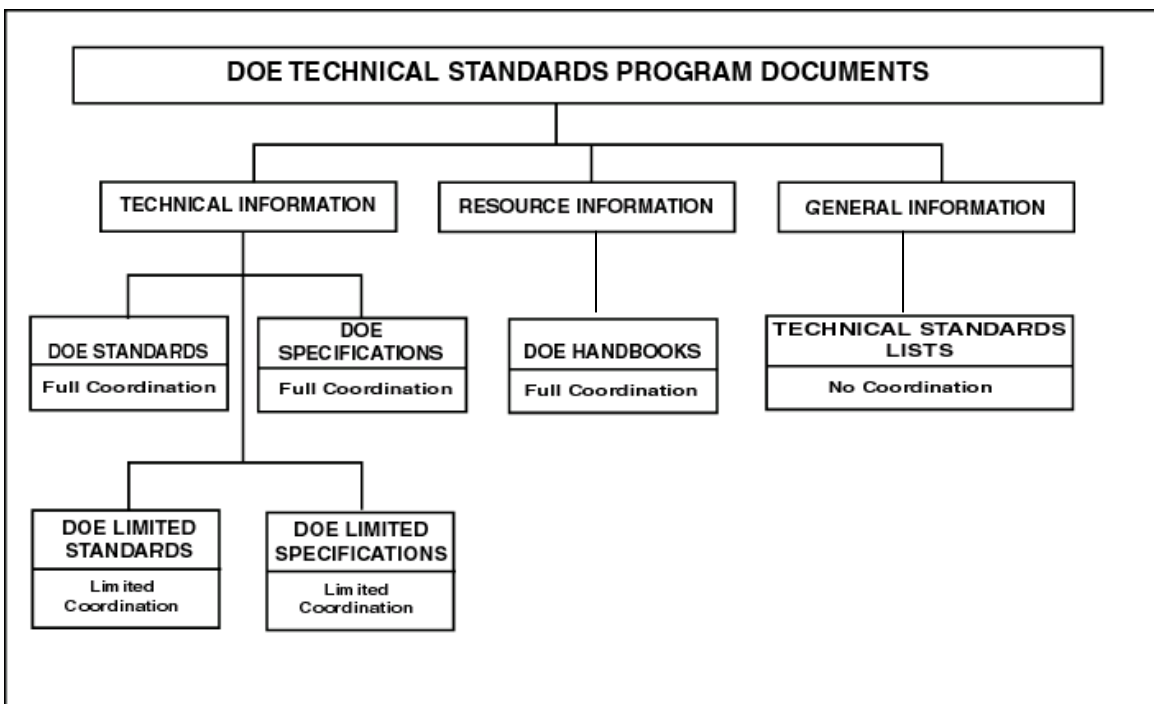 DOE TECHNICAL STANDARDS PROGRAM DOCUMENTS
TECHNICAL INFORMATION
RESOURCE INFORMATION
GENERAL INFORMATION
DOE STANDARDS
Full Coordination
DOE
SPECIFICATIONS
Full Coordination
DOE HANDBOOKS
Full Coordination
TECHNICAL STANDARDS
LISTS
No Coordination
DOE LIMITED
STANDARDS
Limited
Coordination
DOE LIMITED
SPECIFICATIONS
Limited
Coordination